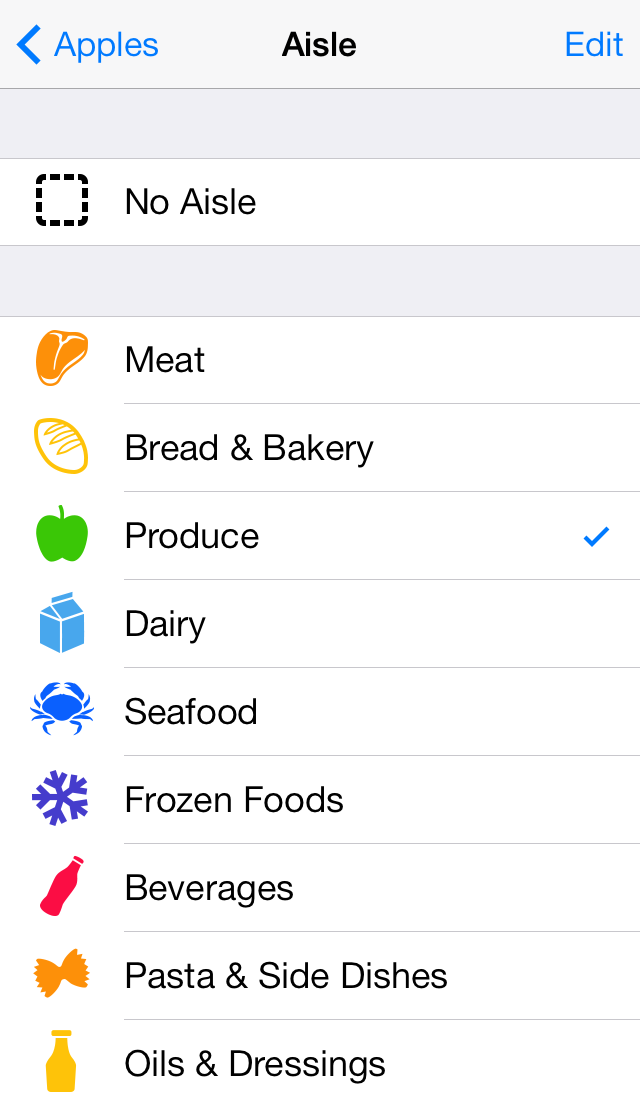 Apples Aisle Edit
No Aisle
Meat
Bread & Bakery
Produce
Dairy
Seafood
Frozen Foods
Beverages
Pasta & Side Dishes
Oils & Dressings